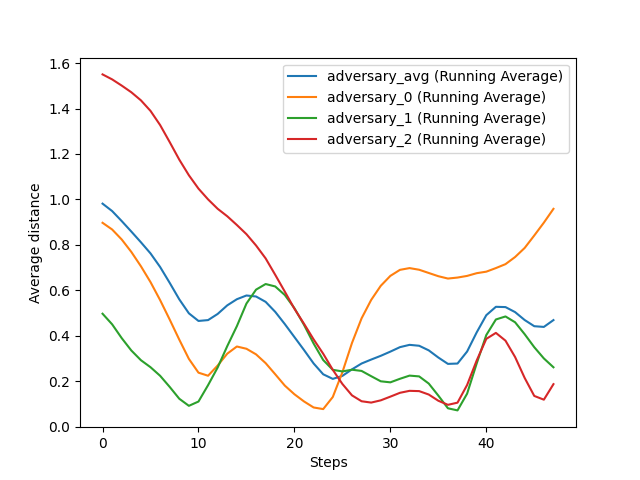 1.6
1.4
1.2
1.0
0.8
0.6
0.4
0.2
0.0
Average distance
0
10
20
30
40
Steps
adversary_avg (Running Average)
adversary_0 (Running Average)
adversary_1 (Running Average)
adversary_2 (Running Average)